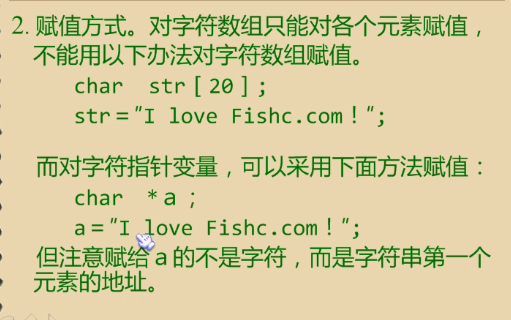 2. 赋值方式。对字符数组只能对各个元素赋值，
不能用以下办法对字符数组赋值。
char str [ 20 ] ;
str = "I love Fishc.com！";
而对字符指针变量，可以采用下面方法赋值：
char *a ;
a = "I love Fishc.com！";
但注意赋给a的不是字符，而是字符串第一个
元素的地址。